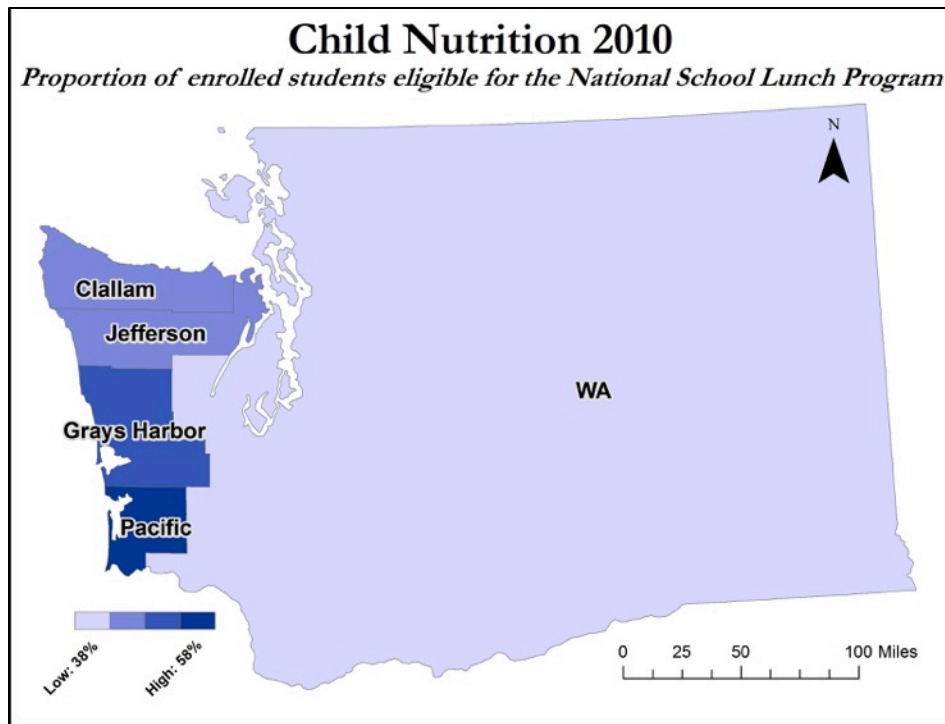 Child Nutrition 2010
Proportion of enrolled students eligible for the National School Lunch Program
N
Clallam
Jefferson
WA
Grays Harbor
Pacific
Low: 38%
High: 58%
0 25 50 100 Miles